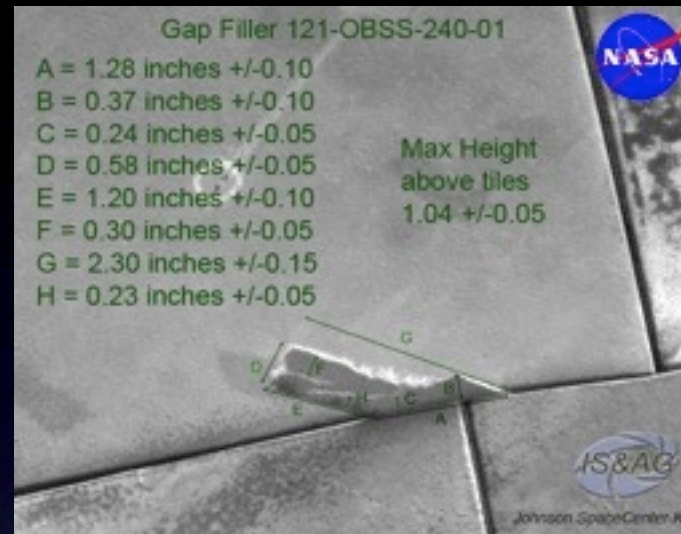 Gap Filler 121-OBSS-240-01
NASA
A = 1.28 inches +/-0.10
B = 0.37 inches +/-0.10
C = 0.24 inches +/-0.05
D = 0.58 inches +/-0.05
E = 1.20 inches +/-0.10
F = 0.30 inches +/-0.05
G = 2.30 inches +/-0.15
H = 0.23 inches +/-0.05
Max Height
above tiles
1.04 +/-0.05
G
D
F
B
C
E
A
IS&AG
Johnson SpaceCenter